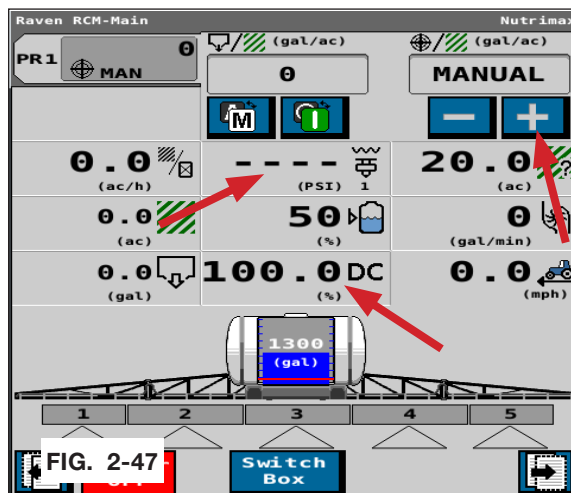 Raven RCM-Main Nutrimax
PR1 0 MAN
(gal/ac) (gal/ac)
0 MANUAL
M I − +
0.0 (ac/h)
---- (PSI) 1
20.0 ? (ac)
0.0 (ac)
50 (%)
0 (gal/min)
0.0 (gal)
100.0 DC (%)
0.0 (mph)
1300
(gal)
1 2 3 4 5
FIG. 2-47
OFF
Switch
Box